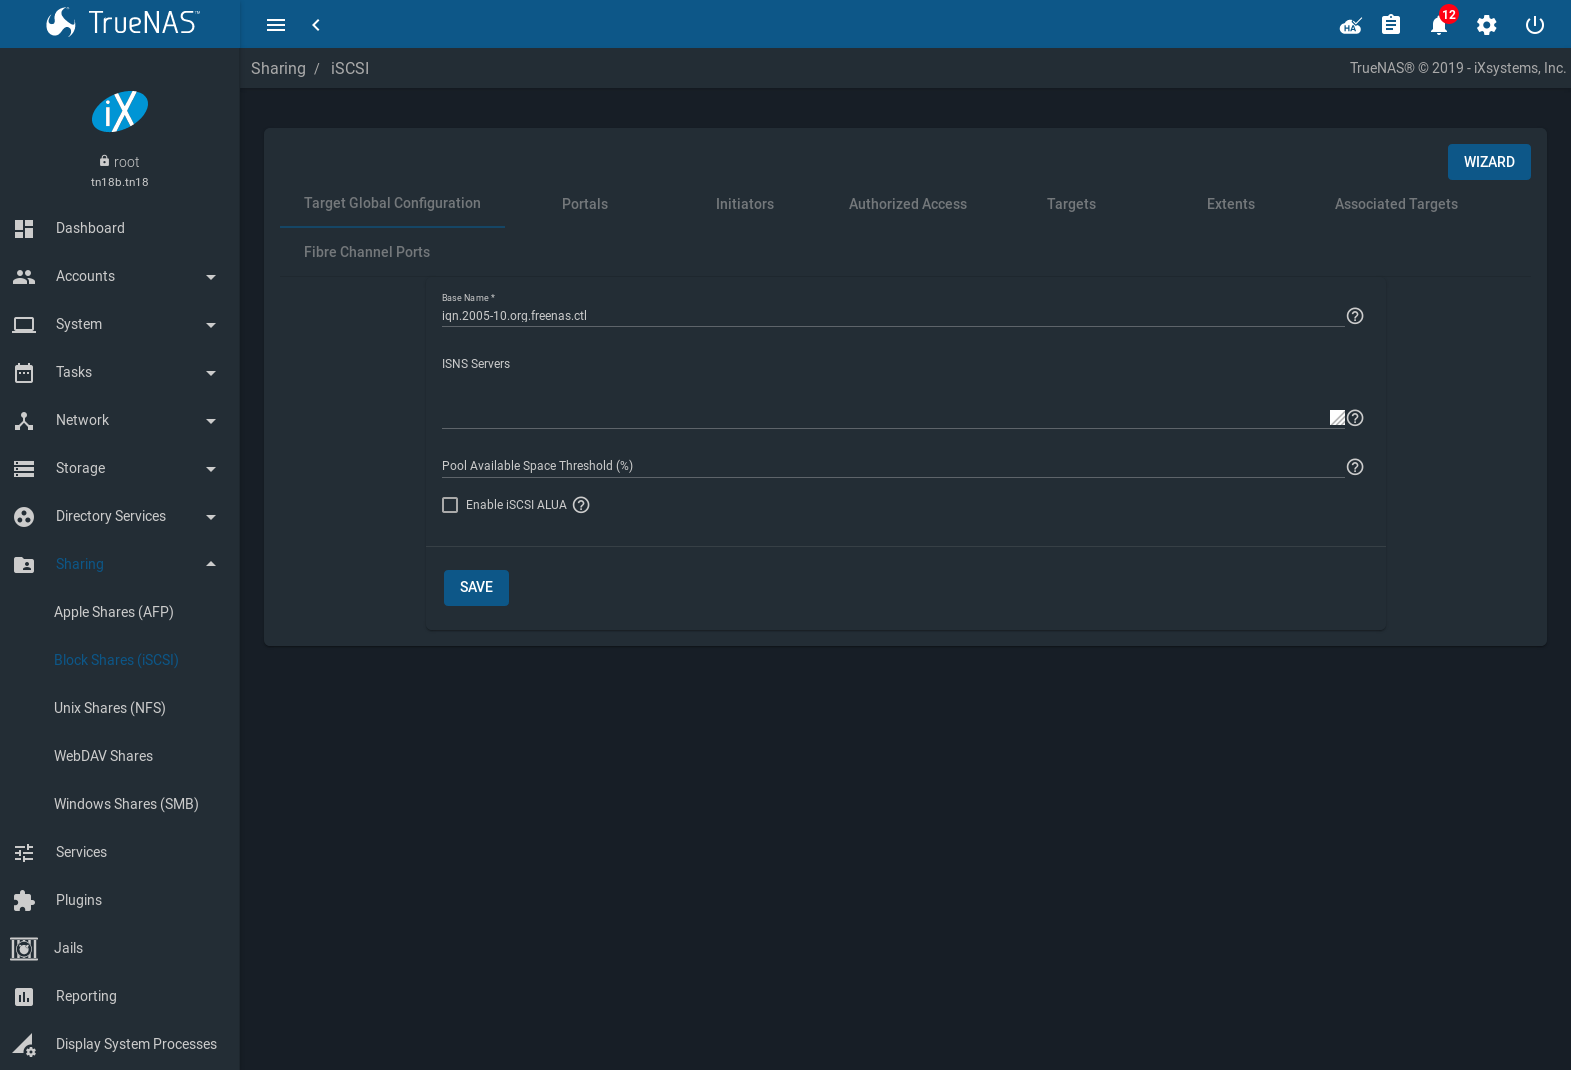 TrueNAS™
HA
12
Sharing / iSCSI
TrueNAS® © 2019 - iXsystems, Inc.
iX
root
tn18b.tn18
Dashboard
Accounts
System
Tasks
Network
Storage
Directory Services
Sharing
Apple Shares (AFP)
Block Shares (iSCSI)
Unix Shares (NFS)
WebDAV Shares
Windows Shares (SMB)
Services
Plugins
Jails
Reporting
Display System Processes
WIZARD
Target Global Configuration
Portals
Initiators
Authorized Access
Targets
Extents
Associated Targets
Fibre Channel Ports
Base Name *
iqn.2005-10.org.freenas.ctl
ISNS Servers
Pool Available Space Threshold (%)
Enable iSCSI ALUA
SAVE